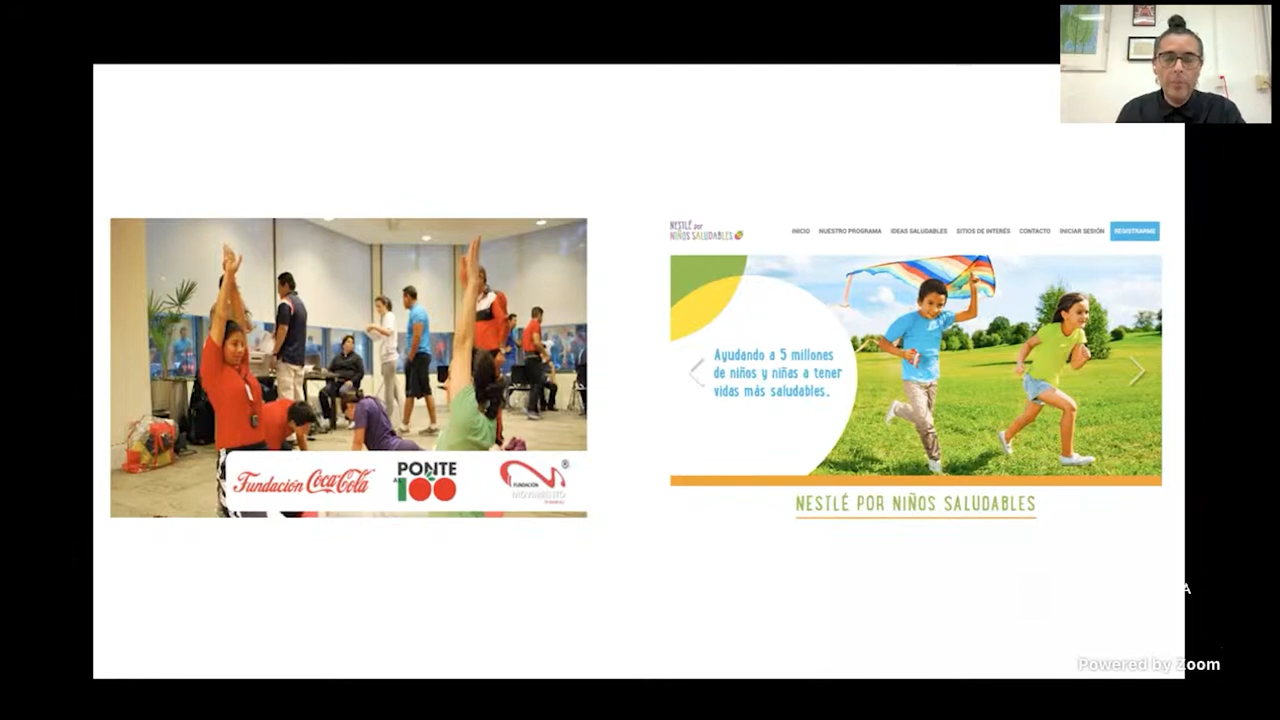 Fundación Coca-Cola
PONTE
A 100
FUNDACIÓN
MOVIMIENTO
®
NESTLÉ por
NIÑOS SALUDABLES
INICIO NUESTRO PROGRAMA IDEAS SALUDABLES SITIOS DE INTERÉS CONTACTO INICIAR SESIÓN REGISTRARME
Ayudando a 5 millones
de niños y niñas a tener
vidas más saludables.
NESTLÉ POR NIÑOS SALUDABLES
A
Powered by Zoom